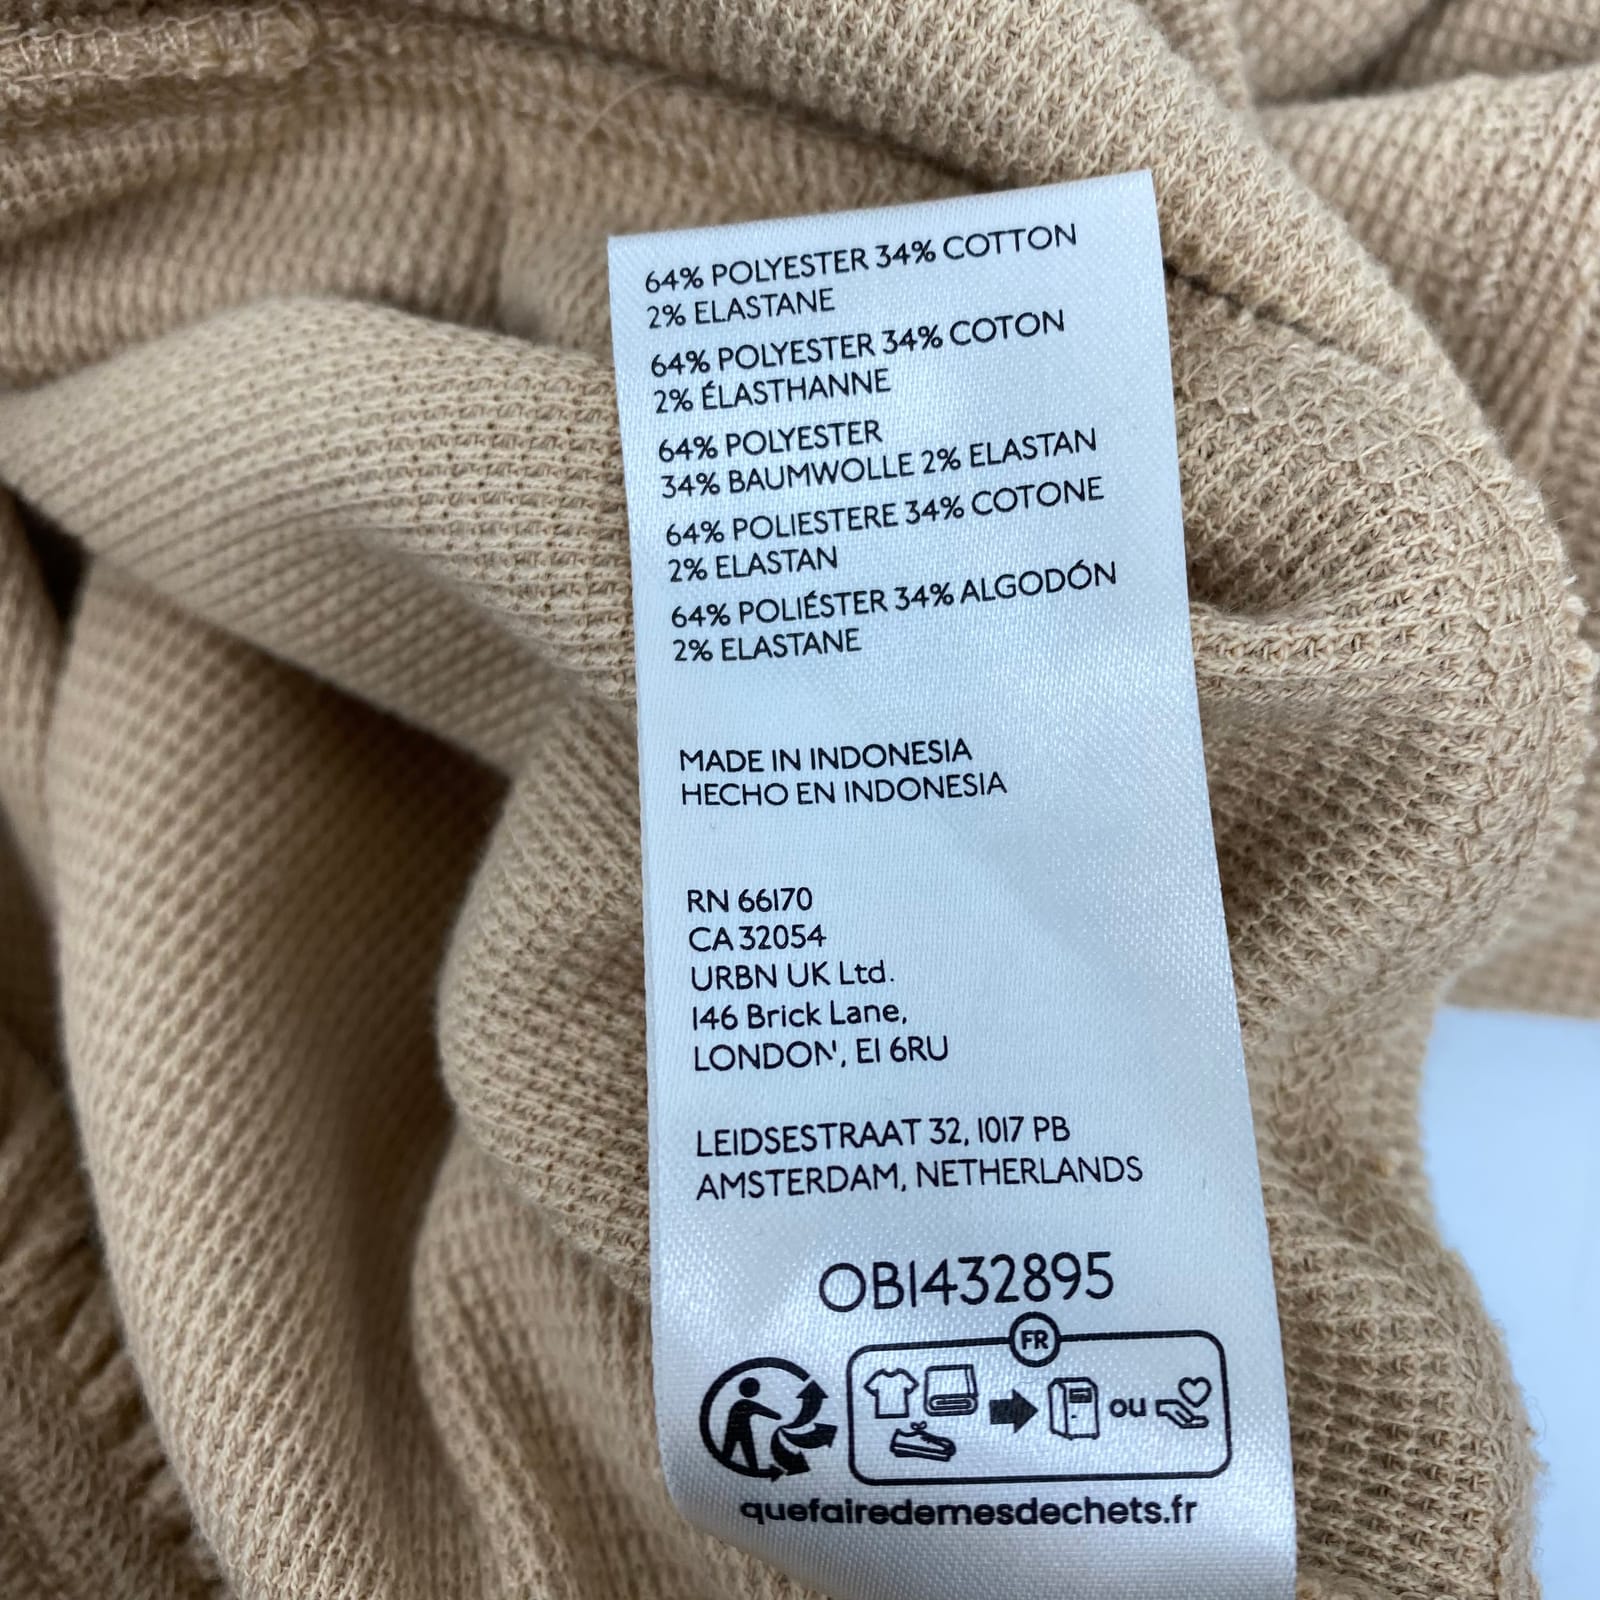 64% POLYESTER 34% COTTON
2% ELASTANE
64% POLYESTER 34% COTON
2% ÉLASTHANNE
64% POLYESTER
34% BAUMWOLLE 2% ELASTAN
64% POLIESTERE 34% COTONE
2% ELASTAN
64% POLIÉSTER 34% ALGODÓN
2% ELASTANE
MADE IN INDONESIA
HECHO EN INDONESIA
RN 66170
CA 32054
URBN UK Ltd.
146 Brick Lane,
LONDON', E1 6RU
LEIDSESTRAAT 32, 1017 PB
AMSTERDAM, NETHERLANDS
OB1432895
FR
ou
quefairedemesdechets.fr